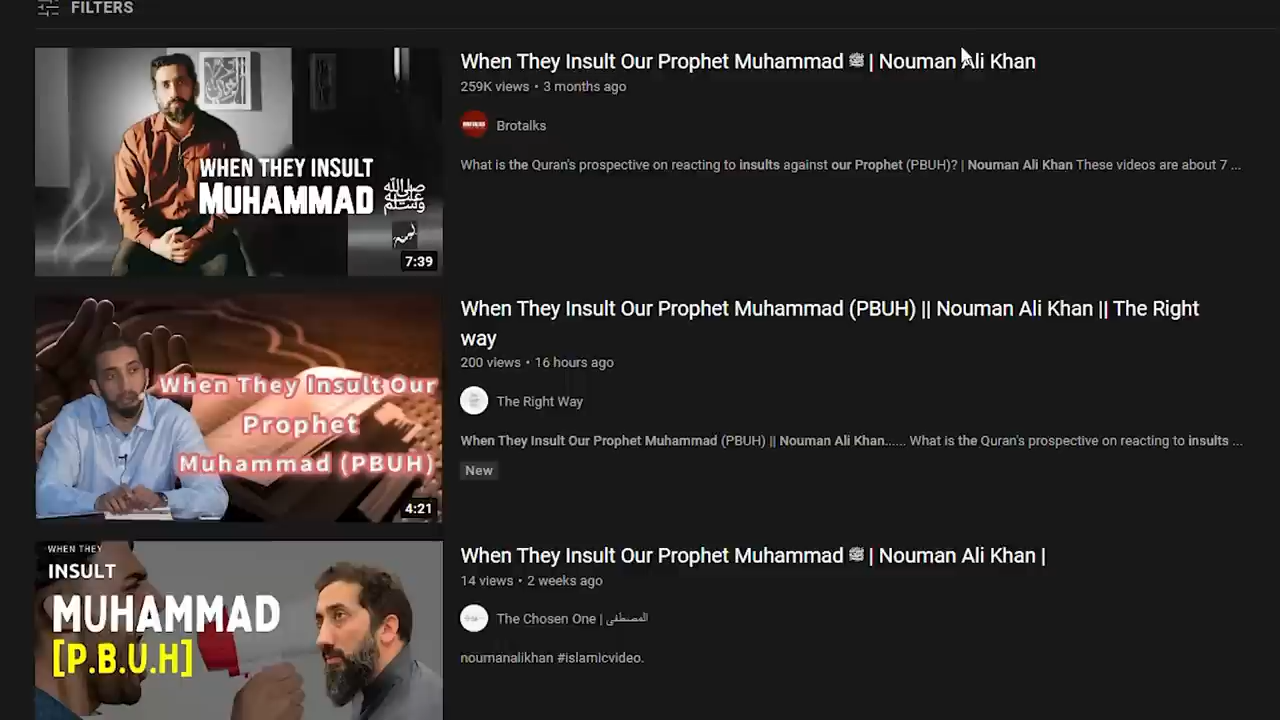 FILTERS
WHEN THEY INSULT
MUHAMMAD ﷺ
7:39
When They Insult Our Prophet Muhammad ﷺ | Nouman Ali Khan
259K views • 3 months ago
Brotalks
What is the Quran's prospective on reacting to insults against our Prophet (PBUH)? | Nouman Ali Khan These videos are about 7 ...
When They Insult Our
Prophet
Muhammad (PBUH)
4:21
When They Insult Our Prophet Muhammad (PBUH) || Nouman Ali Khan || The Right
way
200 views • 16 hours ago
The Right Way
When They Insult Our Prophet Muhammad (PBUH) || Nouman Ali Khan...... What is the Quran's prospective on reacting to insults ...
New
WHEN THEY
INSULT
MUHAMMAD
[P.B.U.H]
When They Insult Our Prophet Muhammad ﷺ | Nouman Ali Khan |
14 views • 2 weeks ago
The Chosen One | المصطفى
noumanalikhan #islamicvideo.